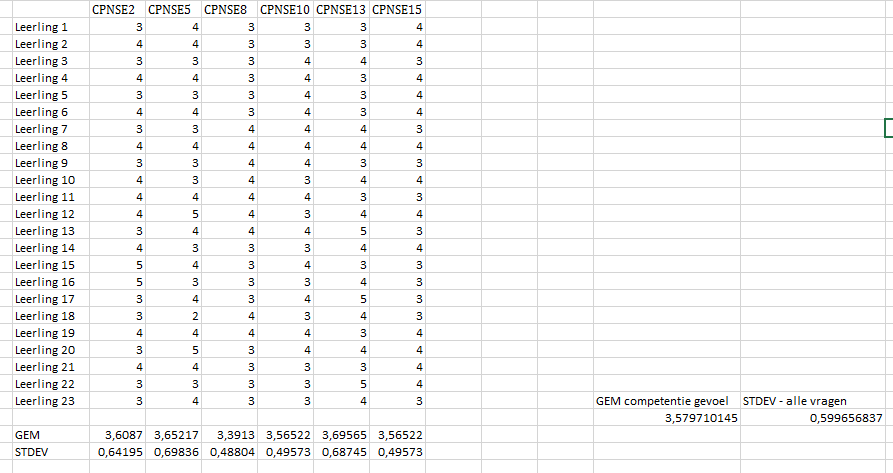 CPNSE2 CPNSE5 CPNSE8 CPNSE10 CPNSE13 CPNSE15
Leerling 1 3 4 3 3 3 4
Leerling 2 4 4 3 3 3 4
Leerling 3 3 3 3 4 4 3
Leerling 4 4 4 3 4 3 4
Leerling 5 3 3 3 4 3 4
Leerling 6 4 4 3 4 3 4
Leerling 7 3 3 4 4 4 3
Leerling 8 4 4 4 4 4 4
Leerling 9 3 3 4 4 3 3
Leerling 10 4 3 4 3 4 4
Leerling 11 4 4 4 4 3 3
Leerling 12 4 5 4 3 4 4
Leerling 13 3 4 4 4 5 3
Leerling 14 4 3 3 3 4 4
Leerling 15 5 4 3 4 3 3
Leerling 16 5 3 3 3 4 3
Leerling 17 3 4 3 4 5 3
Leerling 18 3 2 4 3 4 3
Leerling 19 4 4 4 4 3 4
Leerling 20 3 5 3 4 4 4
Leerling 21 4 4 3 3 3 4
Leerling 22 3 3 3 3 5 4
Leerling 23 3 4 3 3 4 3 GEM competentie gevoel STDEV - alle vragen
3,579710145 0,599656837
GEM 3,6087 3,65217 3,3913 3,56522 3,69565 3,56522
STDEV 0,64195 0,69836 0,48804 0,49573 0,68745 0,49573